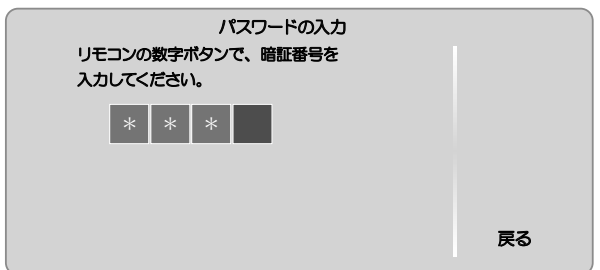 パスワードの入力
リモコンの数字ボタンで、暗証番号を
入力してください。
＊＊＊
戻る